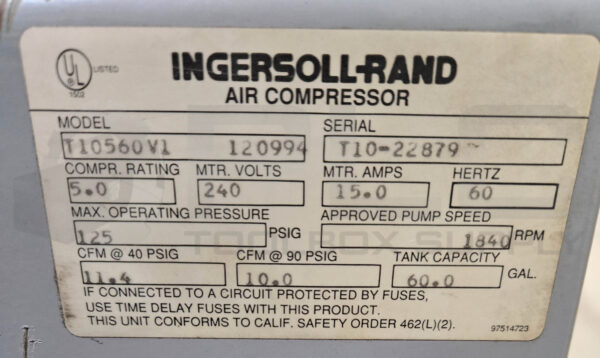 UL LISTED
INGERSOLL-RAND
AIR COMPRESSOR
MODEL SERIAL
T10560V1 120994 T10-22879
COMPR. RATING MTR. VOLTS MTR. AMPS HERTZ
5.0 240 15.0 60
MAX. OPERATING PRESSURE APPROVED PUMP SPEED
125 PSIG 1840 RPM
CFM @ 40 PSIG CFM @ 90 PSIG TANK CAPACITY
11.4 10.0 60.0 GAL.
IF CONNECTED TO A CIRCUIT PROTECTED BY FUSES,
USE TIME DELAY FUSES WITH THIS PRODUCT.
THIS UNIT CONFORMS TO CALIF. SAFETY ORDER 462(L)(2). 97514723